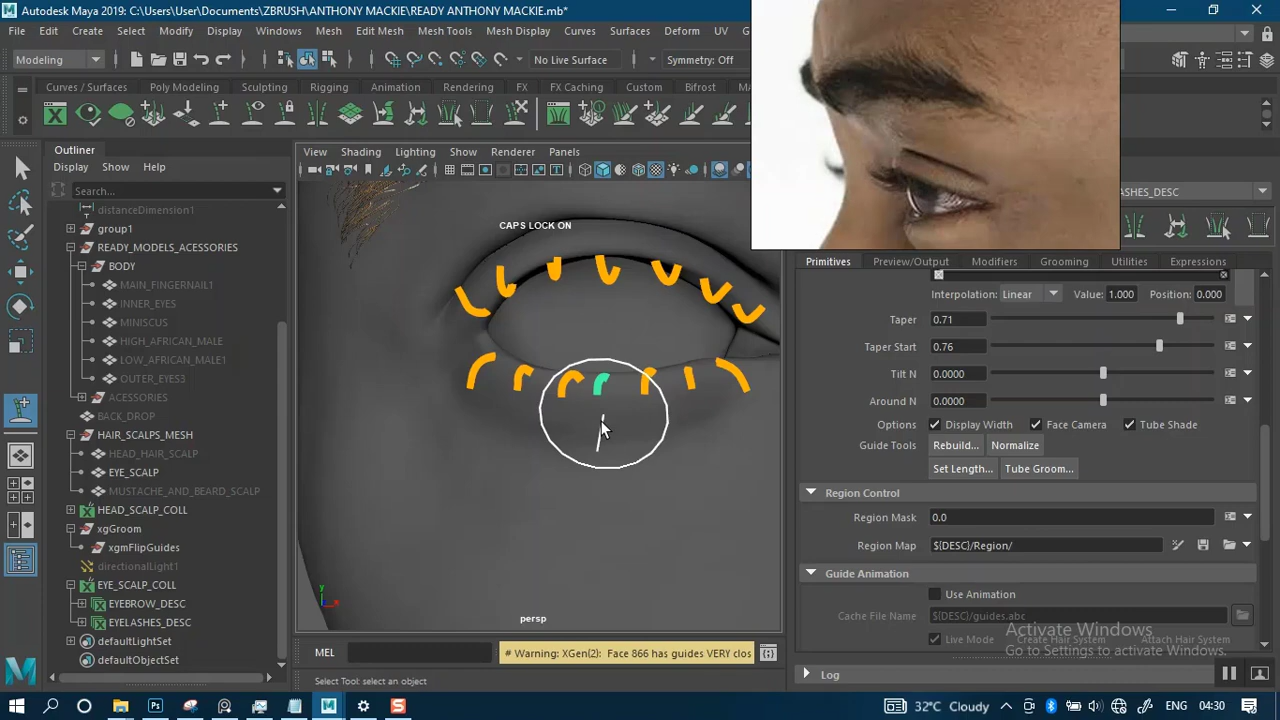 Autodesk Maya 2019: C:\Users\User\Documents\ZBRUSH\ANTHONY MACKIE\READY ANTHONY MACKIE.mb*
File Edit Create Select Modify Display Windows Mesh Edit Mesh Mesh Tools Mesh Display Curves Surfaces Deform UV
Modeling No Live Surface Symmetry: Off
Curves / Surfaces Poly Modeling Sculpting Rigging Animation Rendering FX FX Caching Custom Bifrost
Outliner
Display Show Help
Search...
distanceDimension1
group1
READY_MODELS_ACESSORIES
BODY
MAIN_FINGERNAIL1
INNER_EYES
MINISCUS
HIGH_AFRICAN_MALE
LOW_AFRICAN_MALE1
OUTER_EYES3
ACESSORIES
BACK_DROP
HAIR_SCALPS_MESH
HEAD_HAIR_SCALP
EYE_SCALP
MUSTACHE_AND_BEARD_SCALP
HEAD_SCALP_COLL
xgGroom
xgmFlipGuides
directionalLight1
EYE_SCALP_COLL
EYEBROW_DESC
EYELASHES_DESC
defaultLightSet
defaultObjectSet
View Shading Lighting Show Renderer Panels
CAPS LOCK ON
persp
MEL # Warning: XGen(2): Face 866 has guides VERY clos
Select Tool: select an object
ASHES_DESC
Primitives Preview/Output Modifiers Grooming Utilities Expressions
Interpolation: Linear Value: 1.000 Position: 0.000
Taper 0.71
Taper Start 0.76
Tilt N 0.0000
Around N 0.0000
Options Display Width Face Camera Tube Shade
Guide Tools Rebuild... Normalize
Set Length... Tube Groom...
Region Control
Region Mask 0.0
Region Map ${DESC}/Region/
Guide Animation
Use Animation
Cache File Name ${DESC}/guides.abc
Live Mode Create Hair System Attach Hair System
Activate Windows
Go to Settings to activate Windows.
Log
32°C Cloudy ENG 04:30